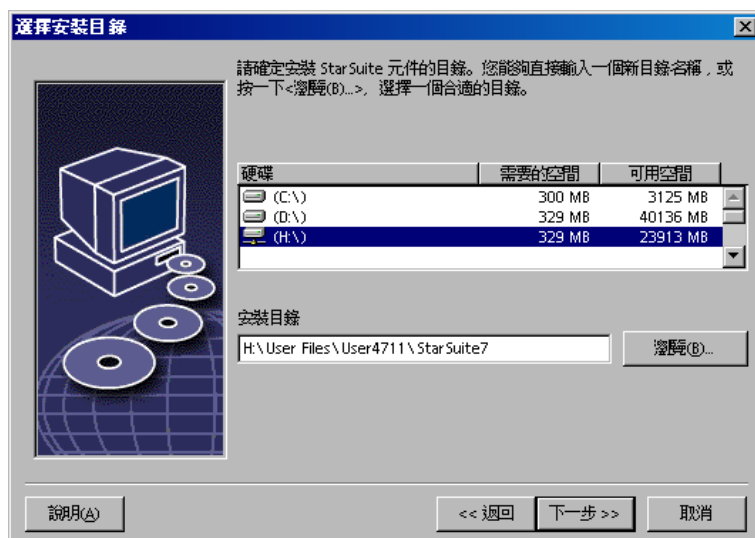 選擇安裝目錄
請確定安裝 StarSuite 元件的目錄。您能夠直接輸入一個新目錄名稱，或
按一下<瀏覽(B)...>，選擇一個合適的目錄。
硬碟 需要的空間 可用空間
(C:\) 300 MB 3125 MB
(D:\) 329 MB 40136 MB
(H:\) 329 MB 23913 MB
安裝目錄
H:\User Files\User4711\StarSuite7 瀏覽(B)...
說明(A) << 返回 下一步 >> 取消